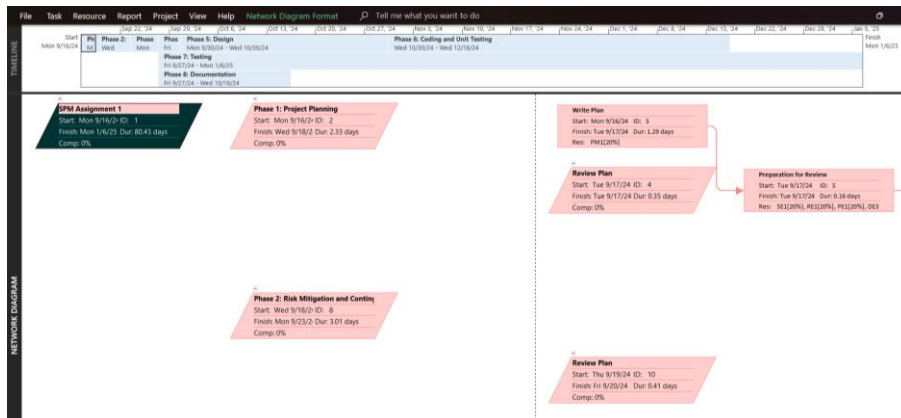 File Task Resource Report Project View Help Network Diagram Format Tell me what you want to do
Sep 22, '24 Sep 29, '24 Oct 6, '24 Oct 13, '24 Oct 20, '24 Oct 27, '24 Nov 3, '24 Nov 10, '24 Nov 17, '24 Nov 24, '24 Dec 1, '24 Dec 8, '24 Dec 15, '24 Dec 22, '24 Dec 29, '24 Jan 5, '25
TIMELINE
Start
Mon 9/16/24
Ph
M
Phase 2:
Wed
Phase
Mon
Phas
Fri
Phase 5: Design
Mon 9/30/24 - Wed 10/30/24
Phase 6: Coding and Unit Testing
Wed 10/30/24 - Wed 12/18/24
Finish
Mon 1/6/25
Phase 7: Testing
Fri 9/27/24 - Mon 1/6/25
Phase 8: Documentation
Fri 9/27/24 - Wed 10/16/24
NETWORK DIAGRAM
SPM Assignment 1
Start: Mon 9/16/2 ID: 1
Finish: Mon 1/6/25 Dur: 80.43 days
Comp: 0%
Phase 1: Project Planning
Start: Mon 9/16/2 ID: 2
Finish: Wed 9/18/2 Dur: 2.33 days
Comp: 0%
Write Plan
Start: Mon 9/16/24 ID: 3
Finish: Tue 9/17/24 Dur: 1.29 days
Res: PM1[20%]
Review Plan
Start: Tue 9/17/24 ID: 4
Finish: Tue 9/17/24 Dur: 0.35 days
Comp: 0%
Preparation for Review
Start: Tue 9/17/24 ID: 5
Finish: Tue 9/17/24 Dur: 0.16 days
Res: SE1[20%], RE1[20%], PE1[20%], DE3
Phase 2: Risk Mitigation and Conting
Start: Wed 9/18/2 ID: 8
Finish: Mon 9/23/2 Dur: 3.01 days
Comp: 0%
Review Plan
Start: Thu 9/19/24 ID: 10
Finish: Fri 9/20/24 Dur: 0.41 days
Comp: 0%